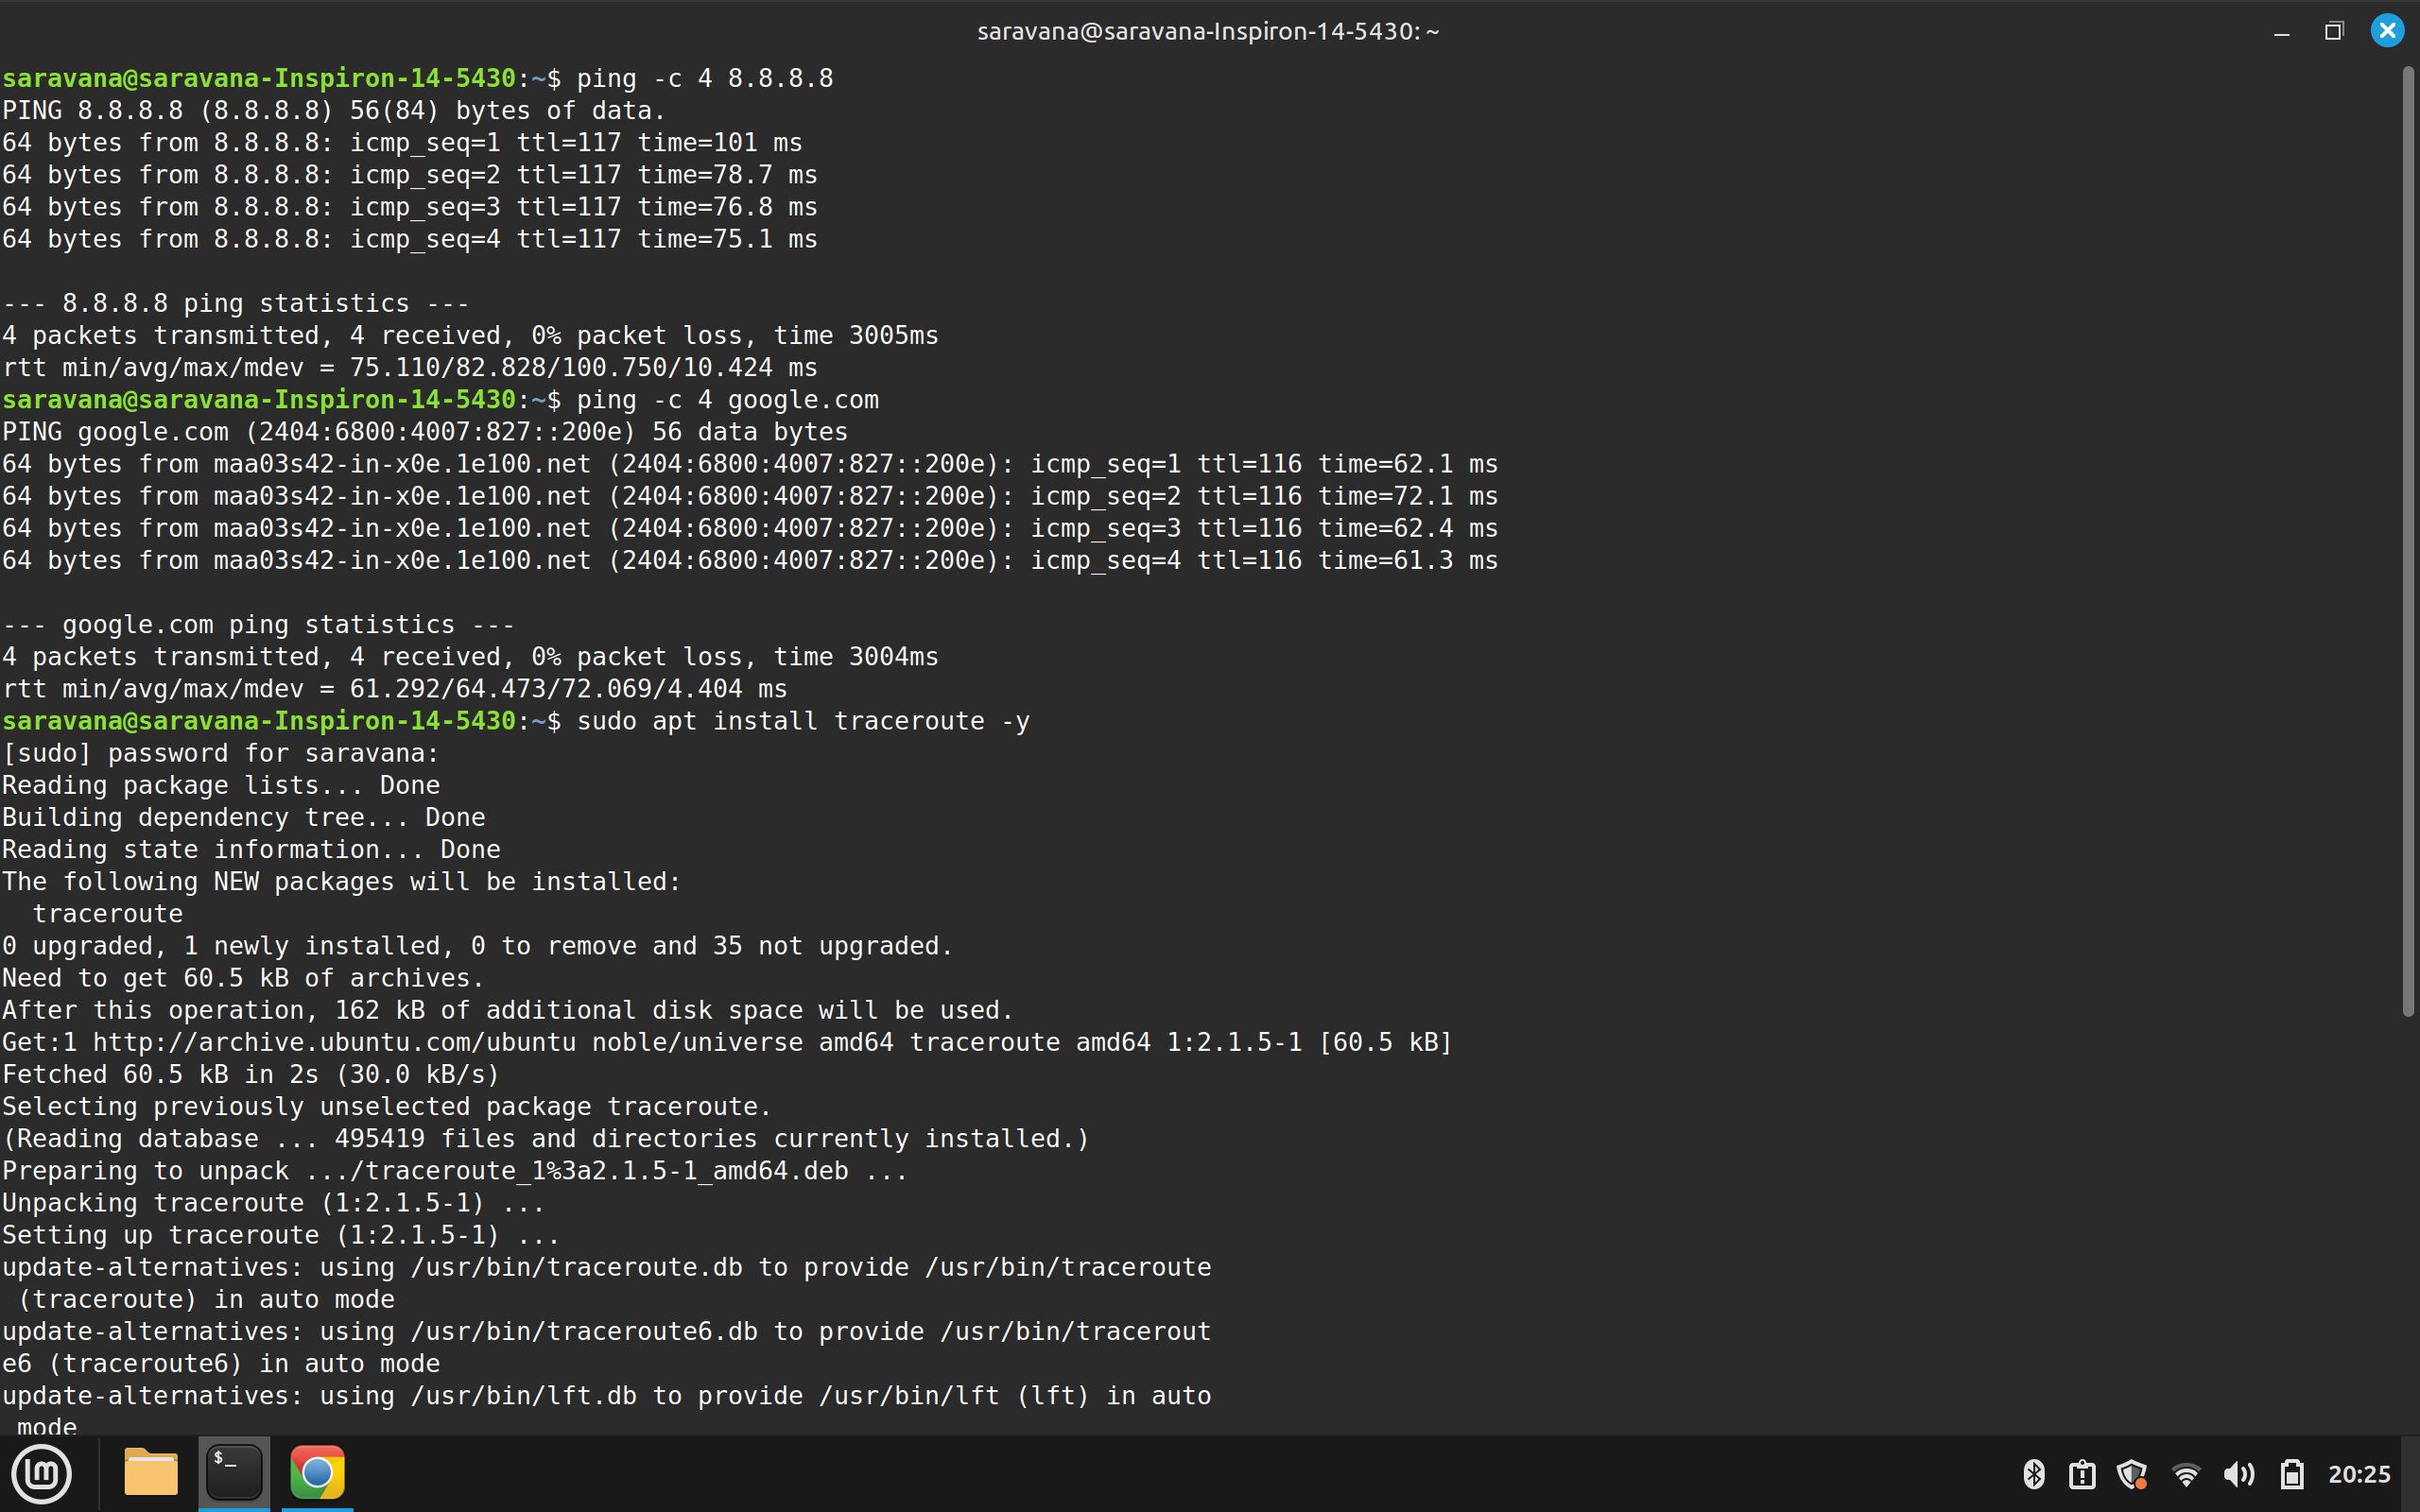 saravana@saravana-Inspiron-14-5430: ~
saravana@saravana-Inspiron-14-5430:~$ ping -c 4 8.8.8.8
PING 8.8.8.8 (8.8.8.8) 56(84) bytes of data.
64 bytes from 8.8.8.8: icmp_seq=1 ttl=117 time=101 ms
64 bytes from 8.8.8.8: icmp_seq=2 ttl=117 time=78.7 ms
64 bytes from 8.8.8.8: icmp_seq=3 ttl=117 time=76.8 ms
64 bytes from 8.8.8.8: icmp_seq=4 ttl=117 time=75.1 ms
--- 8.8.8.8 ping statistics ---
4 packets transmitted, 4 received, 0% packet loss, time 3005ms
rtt min/avg/max/mdev = 75.110/82.828/100.750/10.424 ms
saravana@saravana-Inspiron-14-5430:~$ ping -c 4 google.com
PING google.com (2404:6800:4007:827::200e) 56 data bytes
64 bytes from maa03s42-in-x0e.1e100.net (2404:6800:4007:827::200e): icmp_seq=1 ttl=116 time=62.1 ms
64 bytes from maa03s42-in-x0e.1e100.net (2404:6800:4007:827::200e): icmp_seq=2 ttl=116 time=72.1 ms
64 bytes from maa03s42-in-x0e.1e100.net (2404:6800:4007:827::200e): icmp_seq=3 ttl=116 time=62.4 ms
64 bytes from maa03s42-in-x0e.1e100.net (2404:6800:4007:827::200e): icmp_seq=4 ttl=116 time=61.3 ms
--- google.com ping statistics ---
4 packets transmitted, 4 received, 0% packet loss, time 3004ms
rtt min/avg/max/mdev = 61.292/64.473/72.069/4.404 ms
saravana@saravana-Inspiron-14-5430:~$ sudo apt install traceroute -y
[sudo] password for saravana:
Reading package lists... Done
Building dependency tree... Done
Reading state information... Done
The following NEW packages will be installed:
  traceroute
0 upgraded, 1 newly installed, 0 to remove and 35 not upgraded.
Need to get 60.5 kB of archives.
After this operation, 162 kB of additional disk space will be used.
Get:1 http://archive.ubuntu.com/ubuntu noble/universe amd64 traceroute amd64 1:2.1.5-1 [60.5 kB]
Fetched 60.5 kB in 2s (30.0 kB/s)
Selecting previously unselected package traceroute.
(Reading database ... 495419 files and directories currently installed.)
Preparing to unpack .../traceroute_1%3a2.1.5-1_amd64.deb ...
Unpacking traceroute (1:2.1.5-1) ...
Setting up traceroute (1:2.1.5-1) ...
update-alternatives: using /usr/bin/traceroute.db to provide /usr/bin/traceroute
 (traceroute) in auto mode
update-alternatives: using /usr/bin/traceroute6.db to provide /usr/bin/tracerout
e6 (traceroute6) in auto mode
update-alternatives: using /usr/bin/lft.db to provide /usr/bin/lft (lft) in auto
 mode
$_
20:25